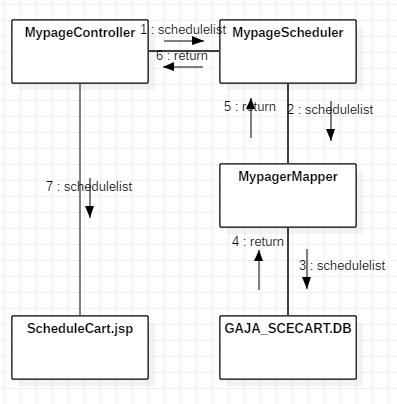 MypageController
1 : schedulelist
MypageScheduler
6 : return
5 : return
2 : schedulelist
7 : schedulelist
MypagerMapper
4 : return
3 : schedulelist
ScheduleCart.jsp
GAJA_SCECART.DB